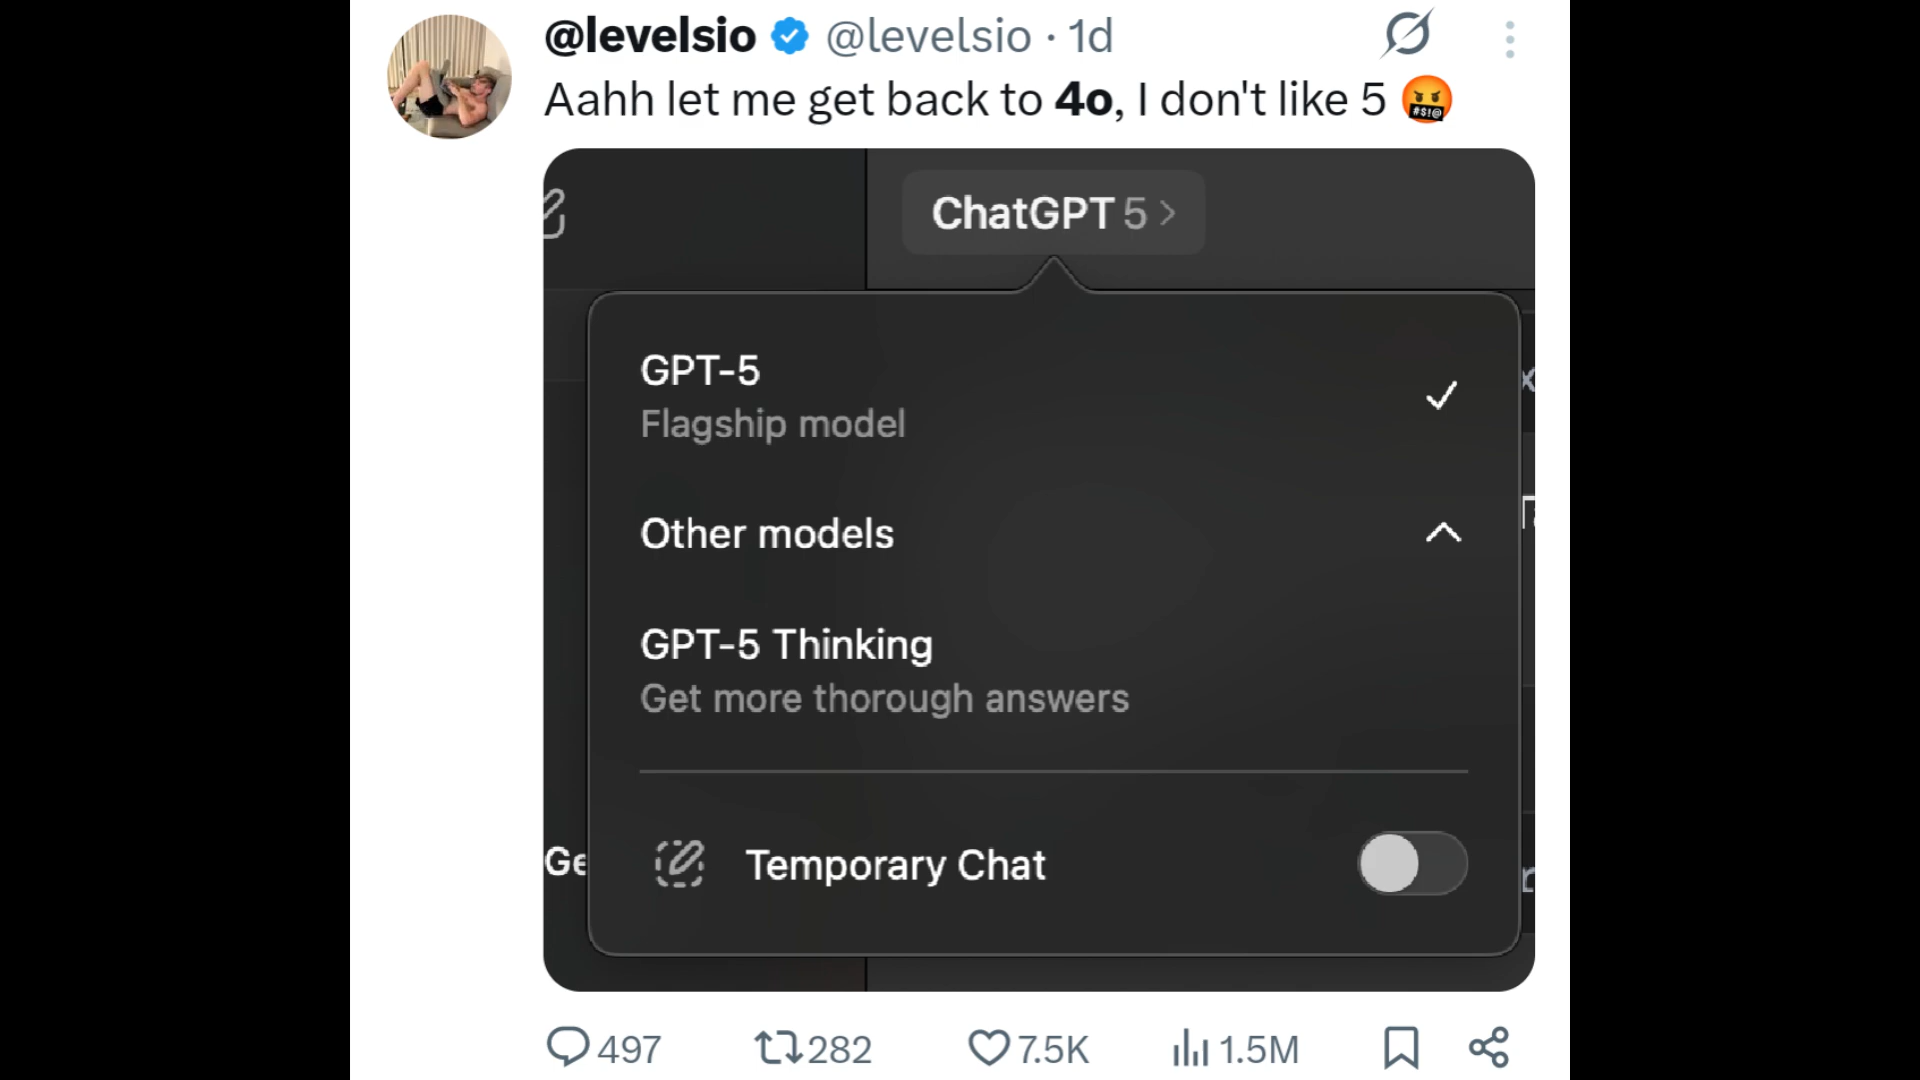 @levelsio @levelsio · 1d
Aahh let me get back to 4o, I don't like 5 🤬
ChatGPT 5 >
GPT-5
Flagship model
Other models
GPT-5 Thinking
Get more thorough answers
Ge
Temporary Chat
497 282 7.5K 1.5M